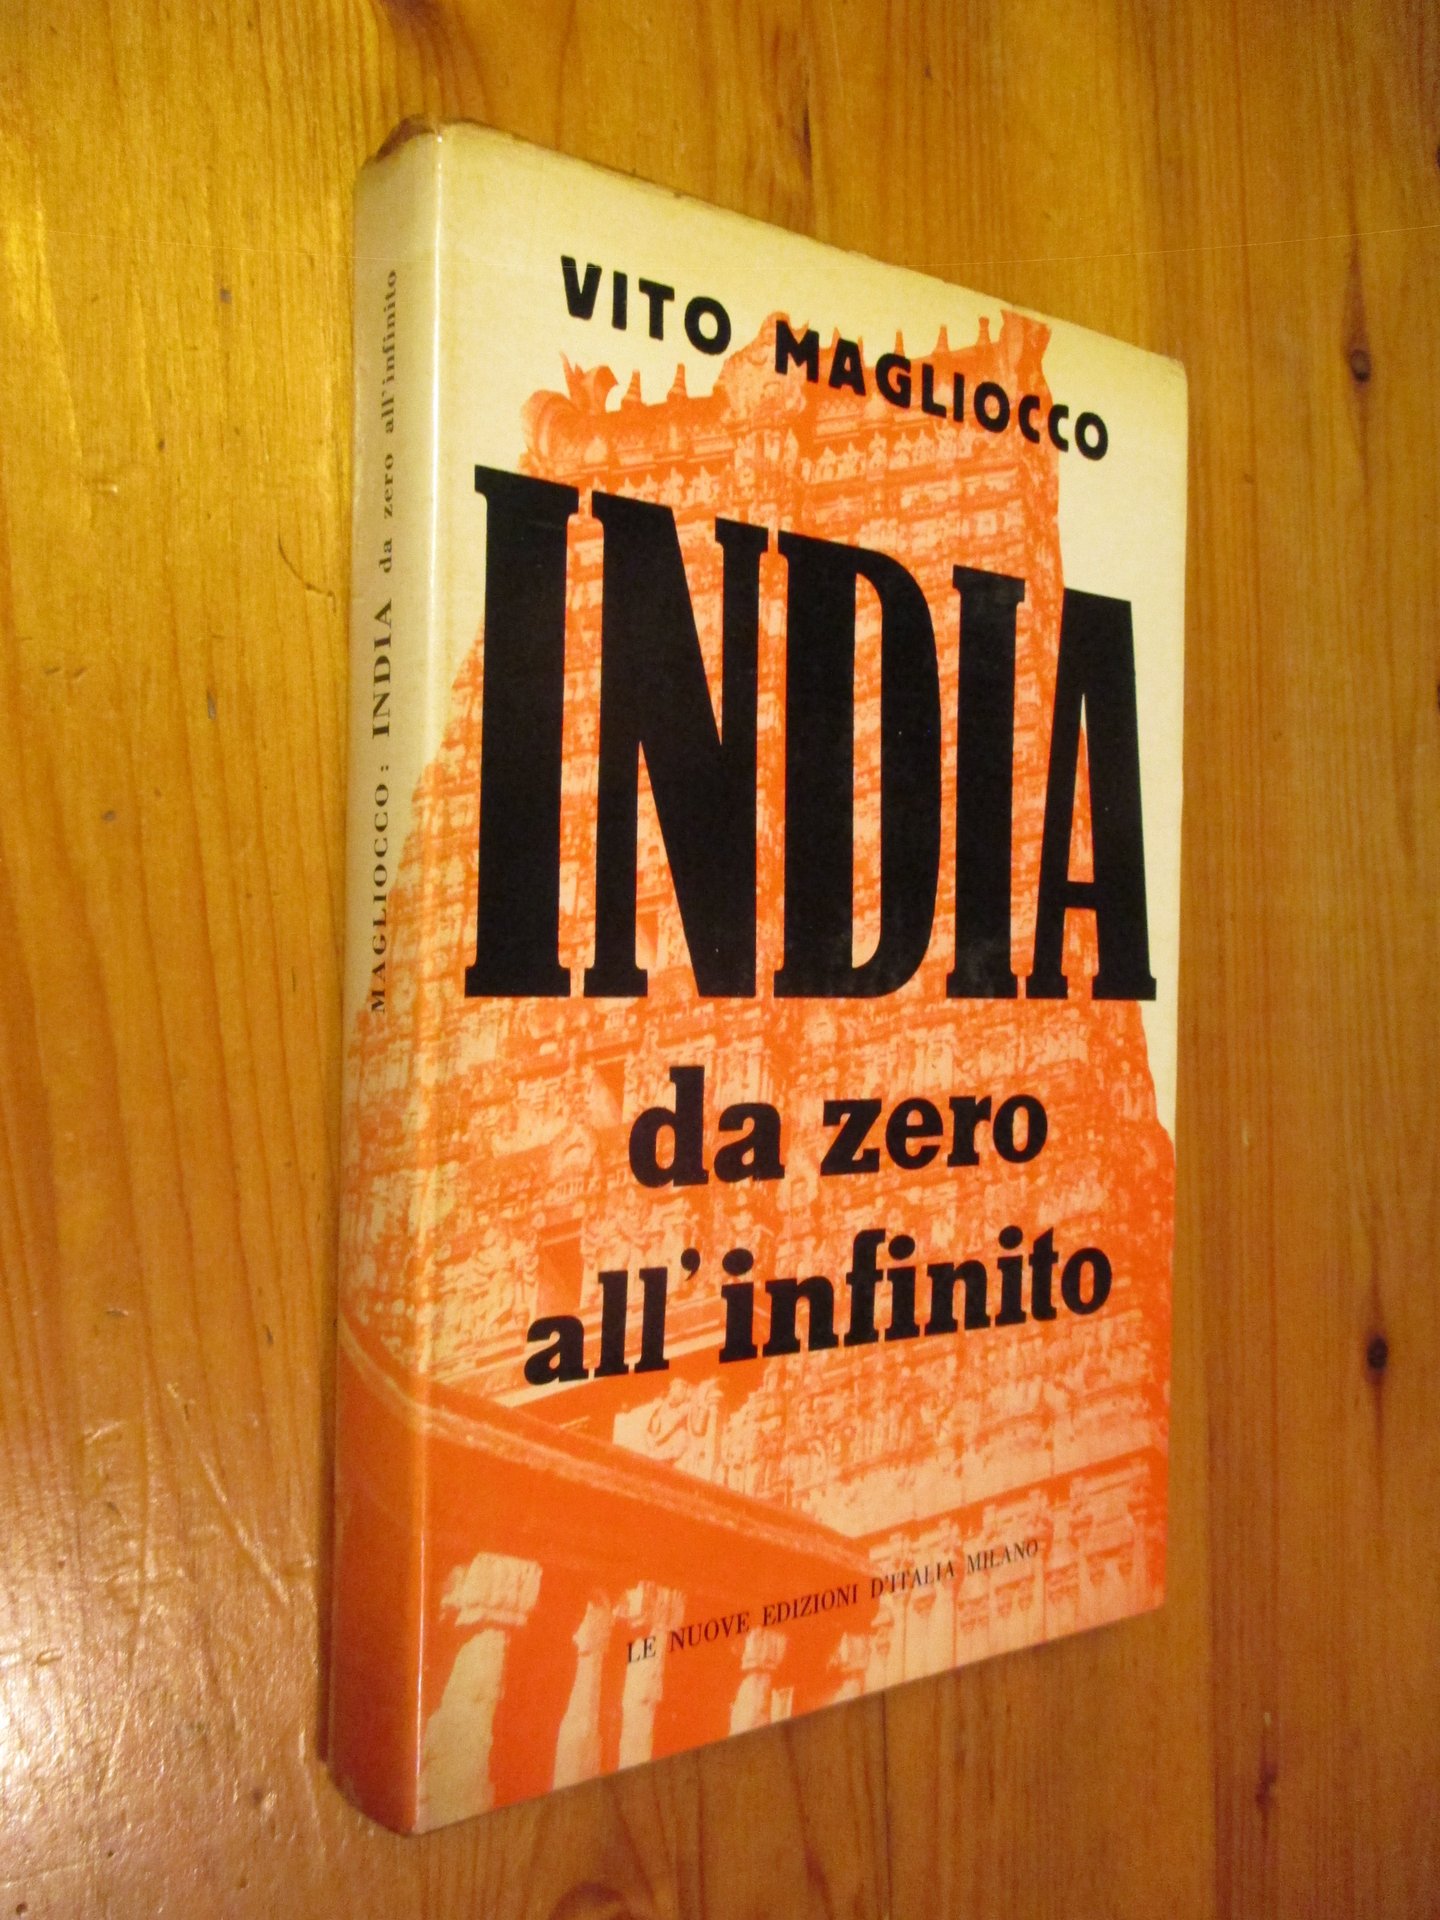 MAGLIOCCO: INDIA da zero all'infinito
VITO MAGLIOCCO
INDIA
da zero
all'infinito
LE NUOVE EDIZIONI D'ITALIA MILANO